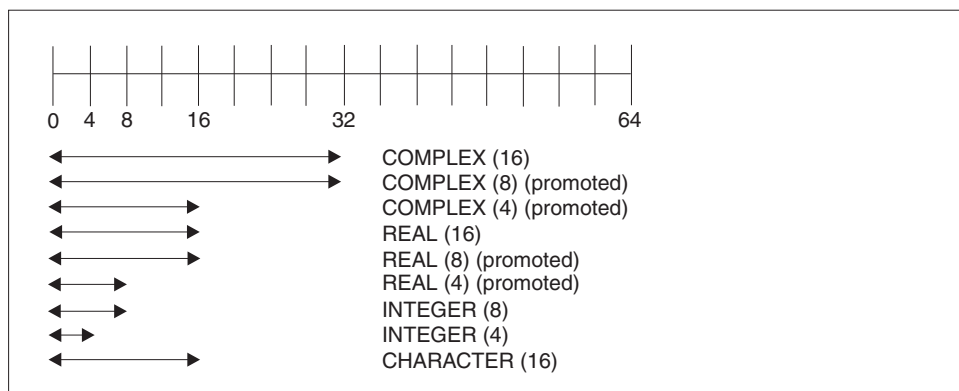 0 4 8 16 32 64
COMPLEX (16)
COMPLEX (8) (promoted)
COMPLEX (4) (promoted)
REAL (16)
REAL (8) (promoted)
REAL (4) (promoted)
INTEGER (8)
INTEGER (4)
CHARACTER (16)